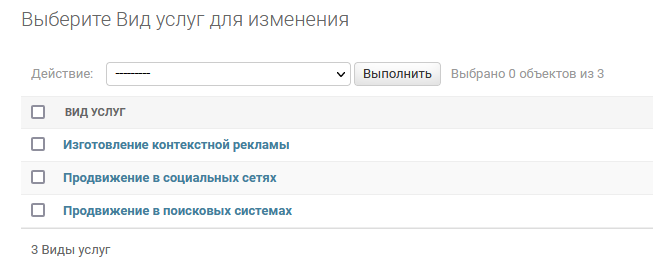 Выберите Вид услуг для изменения
Действие: --------- Выполнить Выбрано 0 объектов из 3
ВИД УСЛУГ
Изготовление контекстной рекламы
Продвижение в социальных сетях
Продвижение в поисковых системах
3 Виды услуг